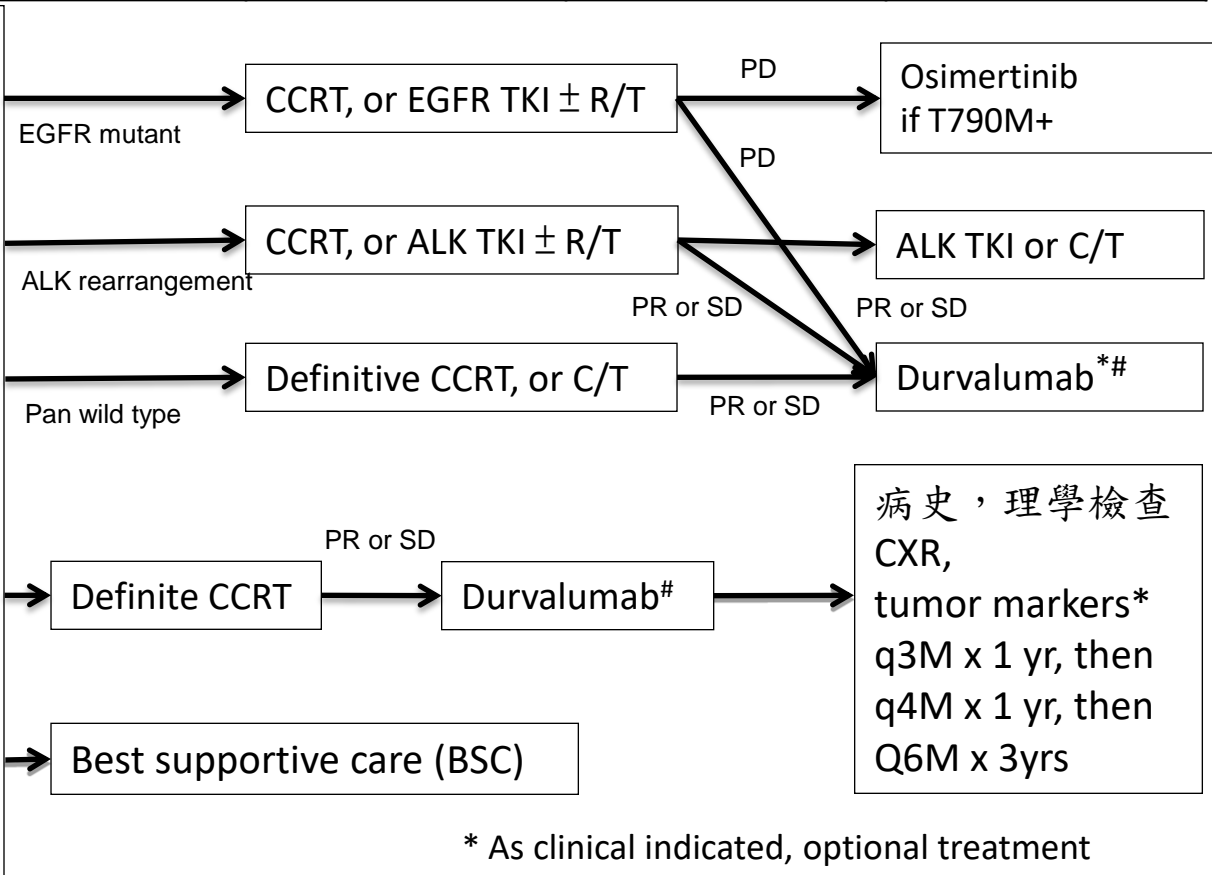 CCRT, or EGFR TKI ± R/T
PD
Osimertinib
if T790M+
EGFR mutant
PD
CCRT, or ALK TKI ± R/T
ALK TKI or C/T
ALK rearrangement
PR or SD
PR or SD
Definitive CCRT, or C/T
Durvalumab*#
Pan wild type
PR or SD
Definite CCRT
PR or SD
Durvalumab#
病史，理學檢查
CXR,
tumor markers*
q3M x 1 yr, then
q4M x 1 yr, then
Q6M x 3yrs
Best supportive care (BSC)
* As clinical indicated, optional treatment